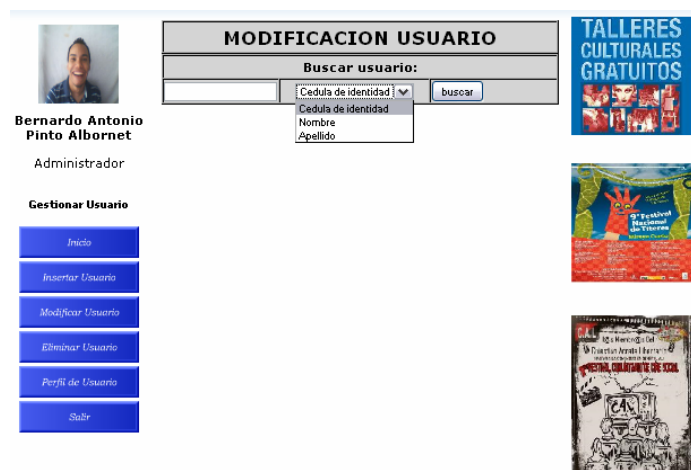 MODIFICACION USUARIO
Buscar usuario:
Cedula de identidad
buscar
Cedula de identidad
Nombre
Apellido
Bernardo Antonio
Pinto Albornet
Administrador
Gestionar Usuario
Inicio
Insertar Usuario
Modificar Usuario
Eliminar Usuario
Perfil de Usuario
Salir
TALLERES
CULTURALES
GRATUITOS
9º Festival
Nacional
de Títeres